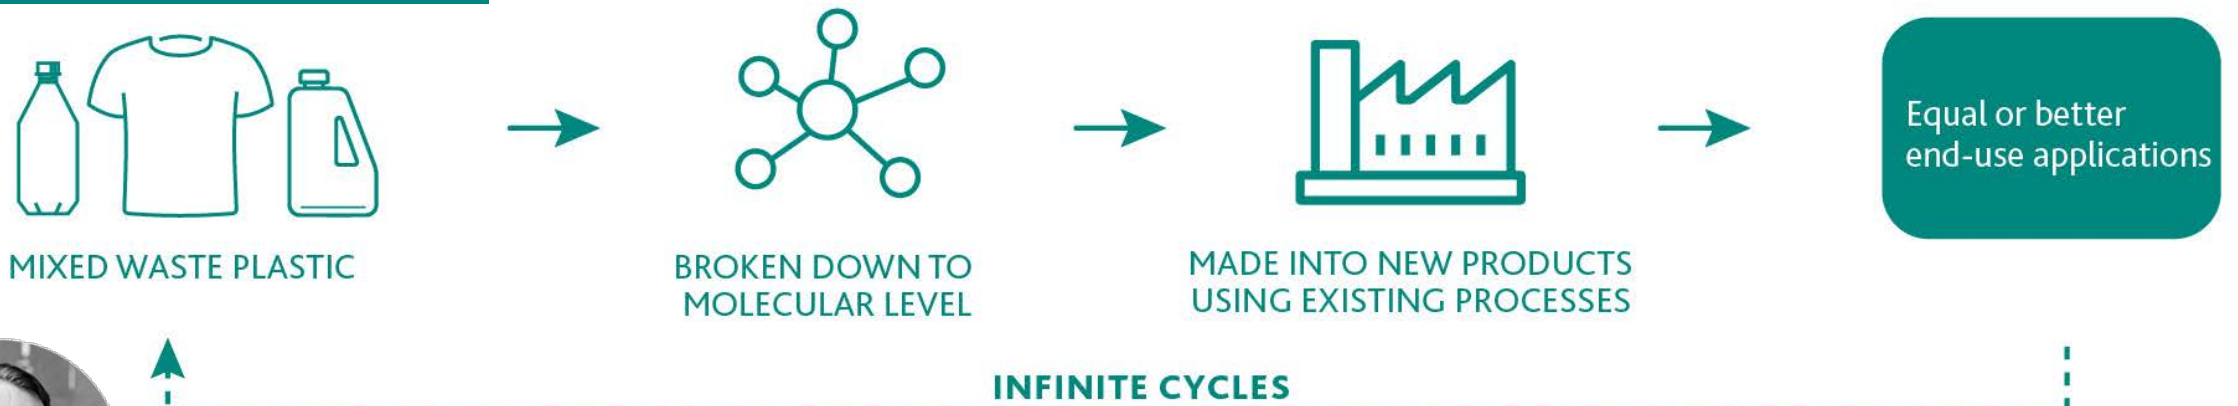 Equal or better
end-use applications
MIXED WASTE PLASTIC
BROKEN DOWN TO
MOLECULAR LEVEL
MADE INTO NEW PRODUCTS
USING EXISTING PROCESSES
INFINITE CYCLES